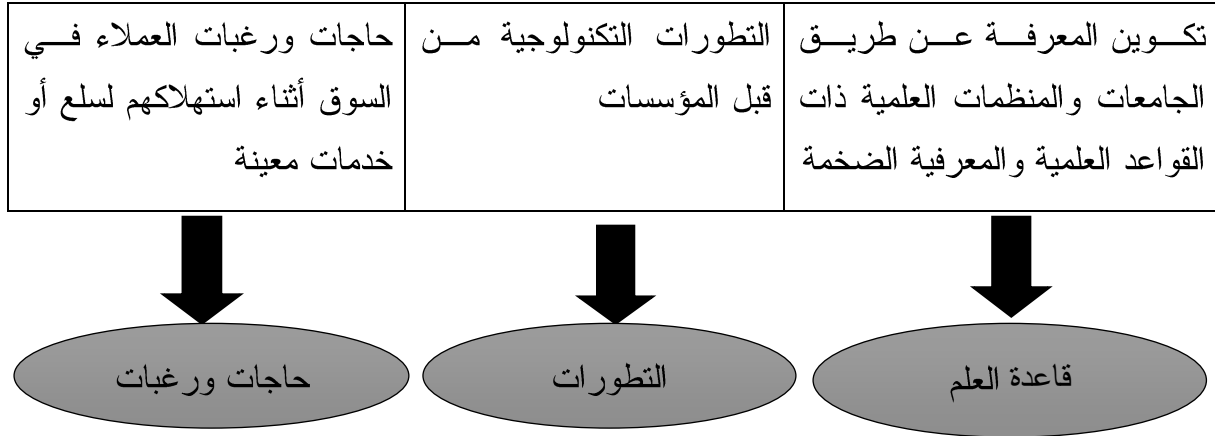 تكوين المعرفة عن طريق
الجامعات والمنظمات العلمية ذات
القواعد العلمية والمعرفية الضخمة
التطورات التكنولوجية من
قبل المؤسسات
حاجات ورغبات العملاء في
السوق أثناء استهلاكهم لسلع أو
خدمات معينة
قاعدة العلم
التطورات
حاجات ورغبات